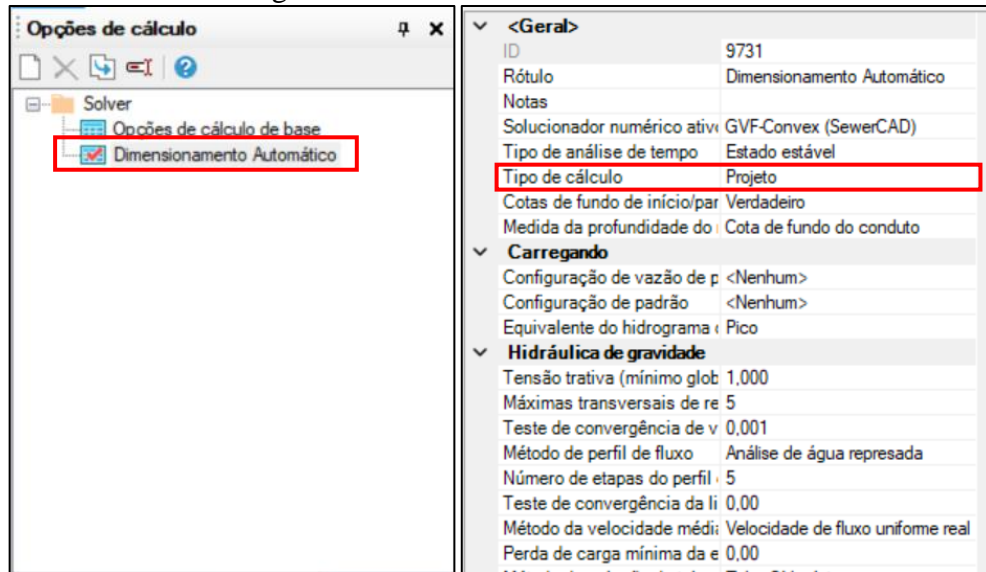 Opções de cálculo
Solver
Opções de cálculo de base
Dimensionamento Automático
<Geral>
ID 9731
Rótulo Dimensionamento Automático
Notas
Solucionador numérico ativ GVF-Convex (SewerCAD)
Tipo de análise de tempo Estado estável
Tipo de cálculo Projeto
Cotas de fundo de início/par Verdadeiro
Medida da profundidade do Cota de fundo do conduto
Carregando
Configuração de vazão de p <Nenhum>
Configuração de padrão <Nenhum>
Equivalente do hidrograma Pico
Hidráulica de gravidade
Tensão trativa (mínimo glob 1,000
Máximas transversais de re 5
Teste de convergência de v 0,001
Método de perfil de fluxo Análise de água represada
Número de etapas do perfil 5
Teste de convergência da li 0,00
Método da velocidade médi Velocidade de fluxo uniforme real
Perda de carga mínima da e 0,00